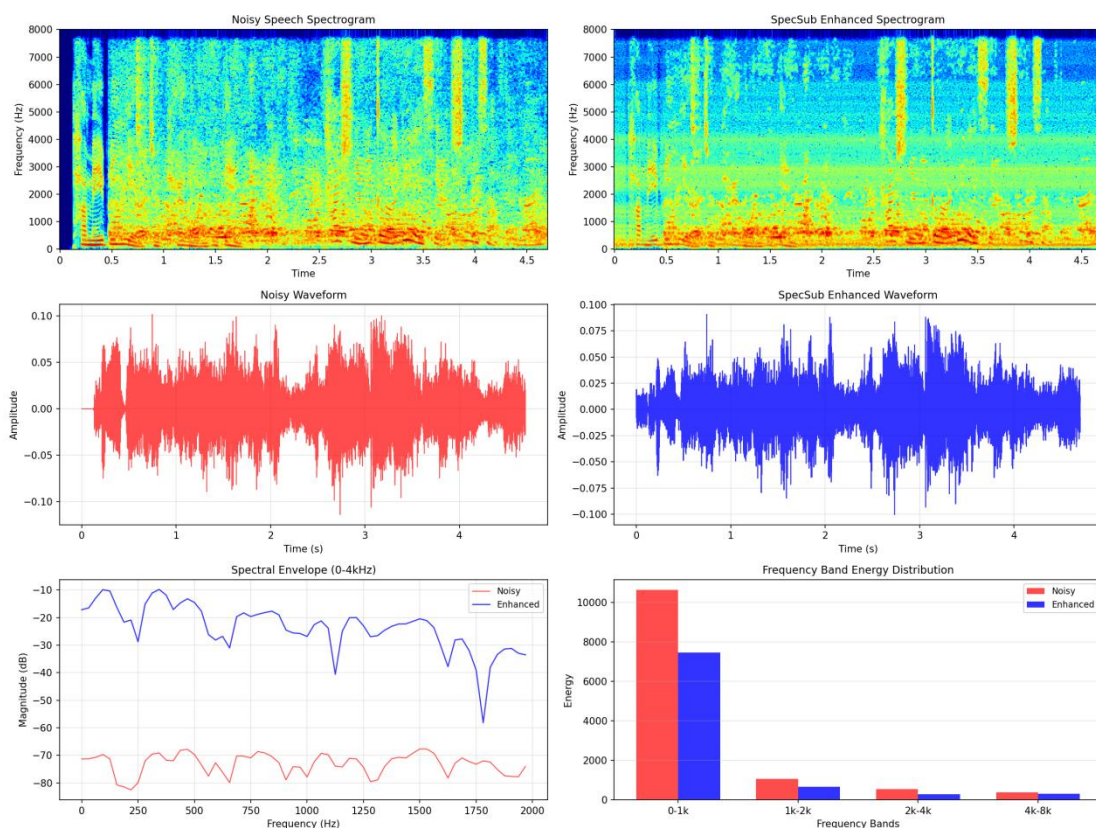 Noisy Speech Spectrogram
8000
7000
6000
5000
4000
3000
2000
1000
0
Frequency (Hz)
0 0.5 1 1.5 2 2.5 3 3.5 4 4.5
Time
SpecSub Enhanced Spectrogram
8000
7000
6000
5000
4000
3000
2000
1000
0
Frequency (Hz)
0 0.5 1 1.5 2 2.5 3 3.5 4 4.5
Time
Noisy Waveform
0.10
0.05
0.00
−0.05
−0.10
Amplitude
0 1 2 3 4
Time (s)
SpecSub Enhanced Waveform
0.100
0.075
0.050
0.025
0.000
−0.025
−0.050
−0.075
−0.100
Amplitude
0 1 2 3 4
Time (s)
Spectral Envelope (0-4kHz)
−10
−20
−30
−40
−50
−60
−70
−80
Magnitude (dB)
Noisy
Enhanced
0 250 500 750 1000 1250 1500 1750 2000
Frequency (Hz)
Frequency Band Energy Distribution
10000
8000
6000
4000
2000
0
Energy
Noisy
Enhanced
0-1k 1k-2k 2k-4k 4k-8k
Frequency Bands